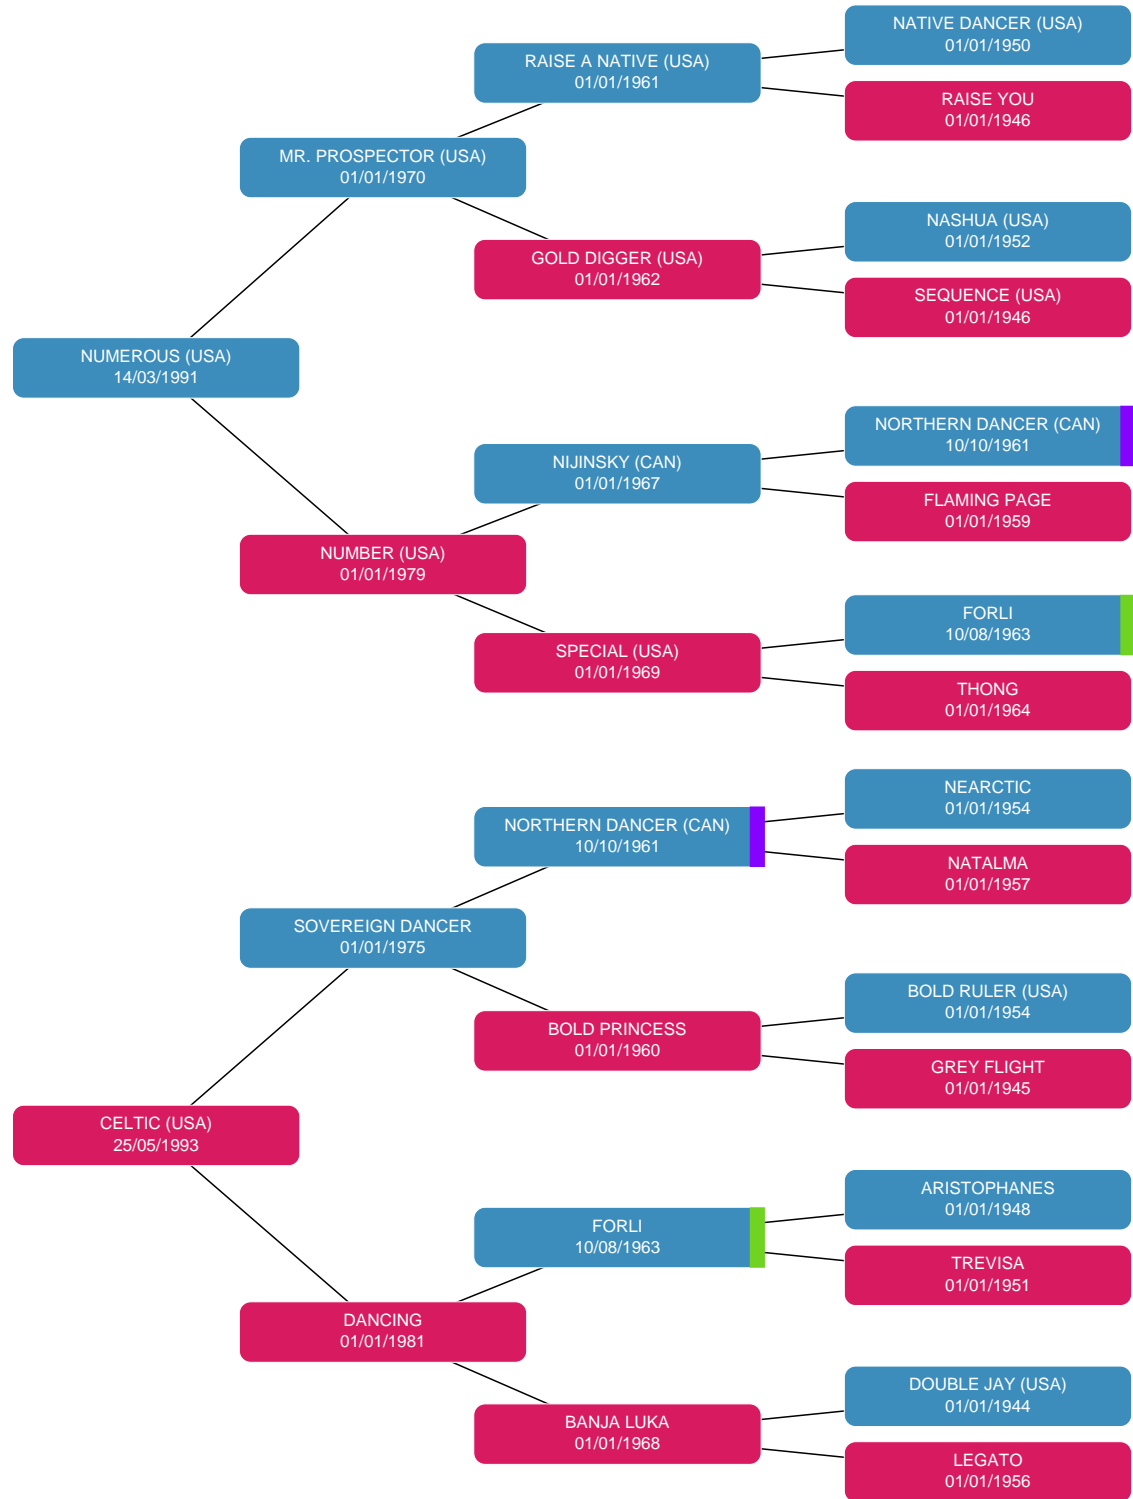 NATIVE DANCER (USA)
01/01/1950
RAISE A NATIVE (USA)
01/01/1961
RAISE YOU
01/01/1946
MR. PROSPECTOR (USA)
01/01/1970
NASHUA (USA)
01/01/1952
GOLD DIGGER (USA)
01/01/1962
SEQUENCE (USA)
01/01/1946
NUMEROUS (USA)
14/03/1991
NORTHERN DANCER (CAN)
10/10/1961
NIJINSKY (CAN)
01/01/1967
FLAMING PAGE
01/01/1959
NUMBER (USA)
01/01/1979
FORLI
10/08/1963
SPECIAL (USA)
01/01/1969
THONG
01/01/1964
NEARCTIC
01/01/1954
NORTHERN DANCER (CAN)
10/10/1961
NATALMA
01/01/1957
SOVEREIGN DANCER
01/01/1975
BOLD RULER (USA)
01/01/1954
BOLD PRINCESS
01/01/1960
GREY FLIGHT
01/01/1945
CELTIC (USA)
25/05/1993
ARISTOPHANES
01/01/1948
FORLI
10/08/1963
TREVISA
01/01/1951
DANCING
01/01/1981
DOUBLE JAY (USA)
01/01/1944
BANJA LUKA
01/01/1968
LEGATO
01/01/1956